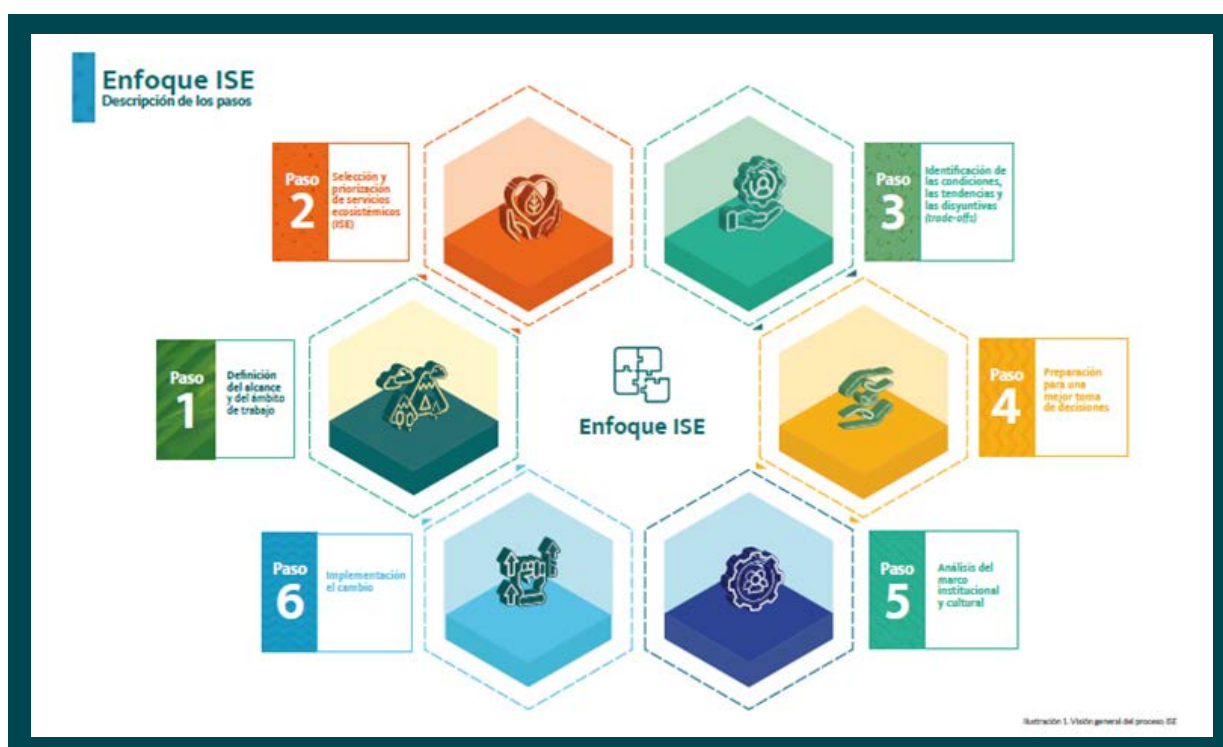 Enfoque ISE
Descripción de los pasos
Paso
1
Definición
del alcance
y del ámbito
de trabajo
Paso
2
Selección y
priorización
de servicios
ecosistémicos
(ISE)
Paso
3
Identificación de
las condiciones,
las tendencias y
las disyuntivas
(trade-offs)
Paso
4
Preparación
para una
mejor toma
de decisiones
Paso
5
Análisis del
marco
institucional
y cultural
Paso
6
Implementación
el cambio
Enfoque ISE
Ilustración 1. Visión general del proceso ISE